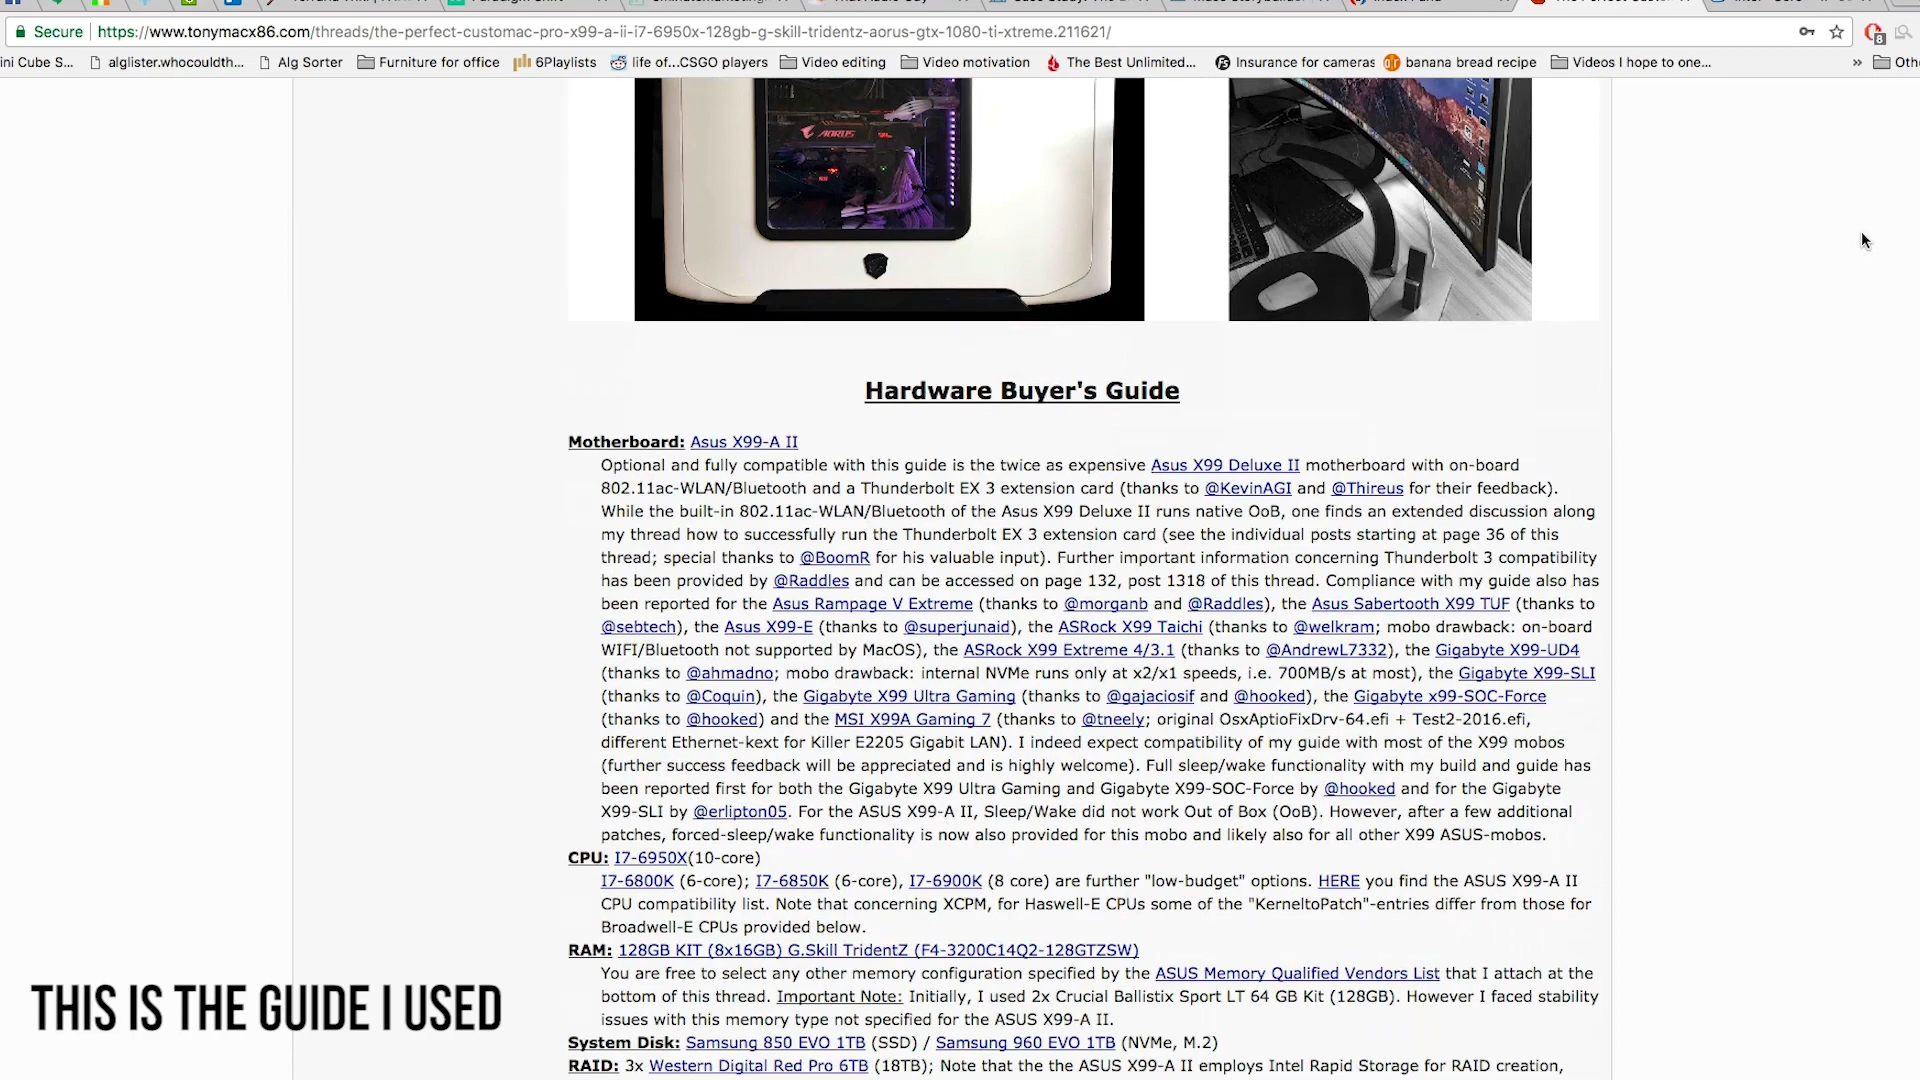 Secure https://www.tonymacx86.com/threads/the-perfect-customac-pro-x99-a-ii-i7-6950x-128gb-g-skill-tridentz-aorus-gtx-1080-ti-xtreme.211621/
8
ini Cube S... alglister.whocouldth... Alg Sorter Furniture for office 6Playlists life of...CSGO players Video editing Video motivation The Best Unlimited... Insurance for cameras banana bread recipe Videos I hope to one... » Oth
AORUS
Hardware Buyer's Guide
Motherboard: Asus X99-A II
Optional and fully compatible with this guide is the twice as expensive Asus X99 Deluxe II motherboard with on-board
802.11ac-WLAN/Bluetooth and a Thunderbolt EX 3 extension card (thanks to @KevinAGI and @Thireus for their feedback).
While the built-in 802.11ac-WLAN/Bluetooth of the Asus X99 Deluxe II runs native OoB, one finds an extended discussion along
my thread how to successfully run the Thunderbolt EX 3 extension card (see the individual posts starting at page 36 of this
thread; special thanks to @BoomR for his valuable input). Further important information concerning Thunderbolt 3 compatibility
has been provided by @Raddles and can be accessed on page 132, post 1318 of this thread. Compliance with my guide also has
been reported for the Asus Rampage V Extreme (thanks to @morganb and @Raddles), the Asus Sabertooth X99 TUF (thanks to
@sebtech), the Asus X99-E (thanks to @superjunaid), the ASRock X99 Taichi (thanks to @welkram; mobo drawback: on-board
WIFI/Bluetooth not supported by MacOS), the ASRock X99 Extreme 4/3.1 (thanks to @AndrewL7332), the Gigabyte X99-UD4
(thanks to @ahmadno; mobo drawback: internal NVMe runs only at x2/x1 speeds, i.e. 700MB/s at most), the Gigabyte X99-SLI
(thanks to @Coquin), the Gigabyte X99 Ultra Gaming (thanks to @gajaciosif and @hooked), the Gigabyte x99-SOC-Force
(thanks to @hooked) and the MSI X99A Gaming 7 (thanks to @tneely; original OsxAptioFixDrv-64.efi + Test2-2016.efi,
different Ethernet-kext for Killer E2205 Gigabit LAN). I indeed expect compatibility of my guide with most of the X99 mobos
(further success feedback will be appreciated and is highly welcome). Full sleep/wake functionality with my build and guide has
been reported first for both the Gigabyte X99 Ultra Gaming and Gigabyte X99-SOC-Force by @hooked and for the Gigabyte
X99-SLI by @erlipton05. For the ASUS X99-A II, Sleep/Wake did not work Out of Box (OoB). However, after a few additional
patches, forced-sleep/wake functionality is now also provided for this mobo and likely also for all other X99 ASUS-mobos.
CPU: I7-6950X(10-core)
I7-6800K (6-core); I7-6850K (6-core), I7-6900K (8 core) are further "low-budget" options. HERE you find the ASUS X99-A II
CPU compatibility list. Note that concerning XCPM, for Haswell-E CPUs some of the "KerneltoPatch"-entries differ from those for
Broadwell-E CPUs provided below.
RAM: 128GB KIT (8x16GB) G.Skill TridentZ (F4-3200C14Q2-128GTZSW)
You are free to select any other memory configuration specified by the ASUS Memory Qualified Vendors List that I attach at the
bottom of this thread. Important Note: Initially, I used 2x Crucial Ballistix Sport LT 64 GB Kit (128GB). However I faced stability
issues with this memory type not specified for the ASUS X99-A II.
System Disk: Samsung 850 EVO 1TB (SSD) / Samsung 960 EVO 1TB (NVMe, M.2)
RAID: 3x Western Digital Red Pro 6TB (18TB); Note that the the ASUS X99-A II employs Intel Rapid Storage for RAID creation,
THIS IS THE GUIDE I USED